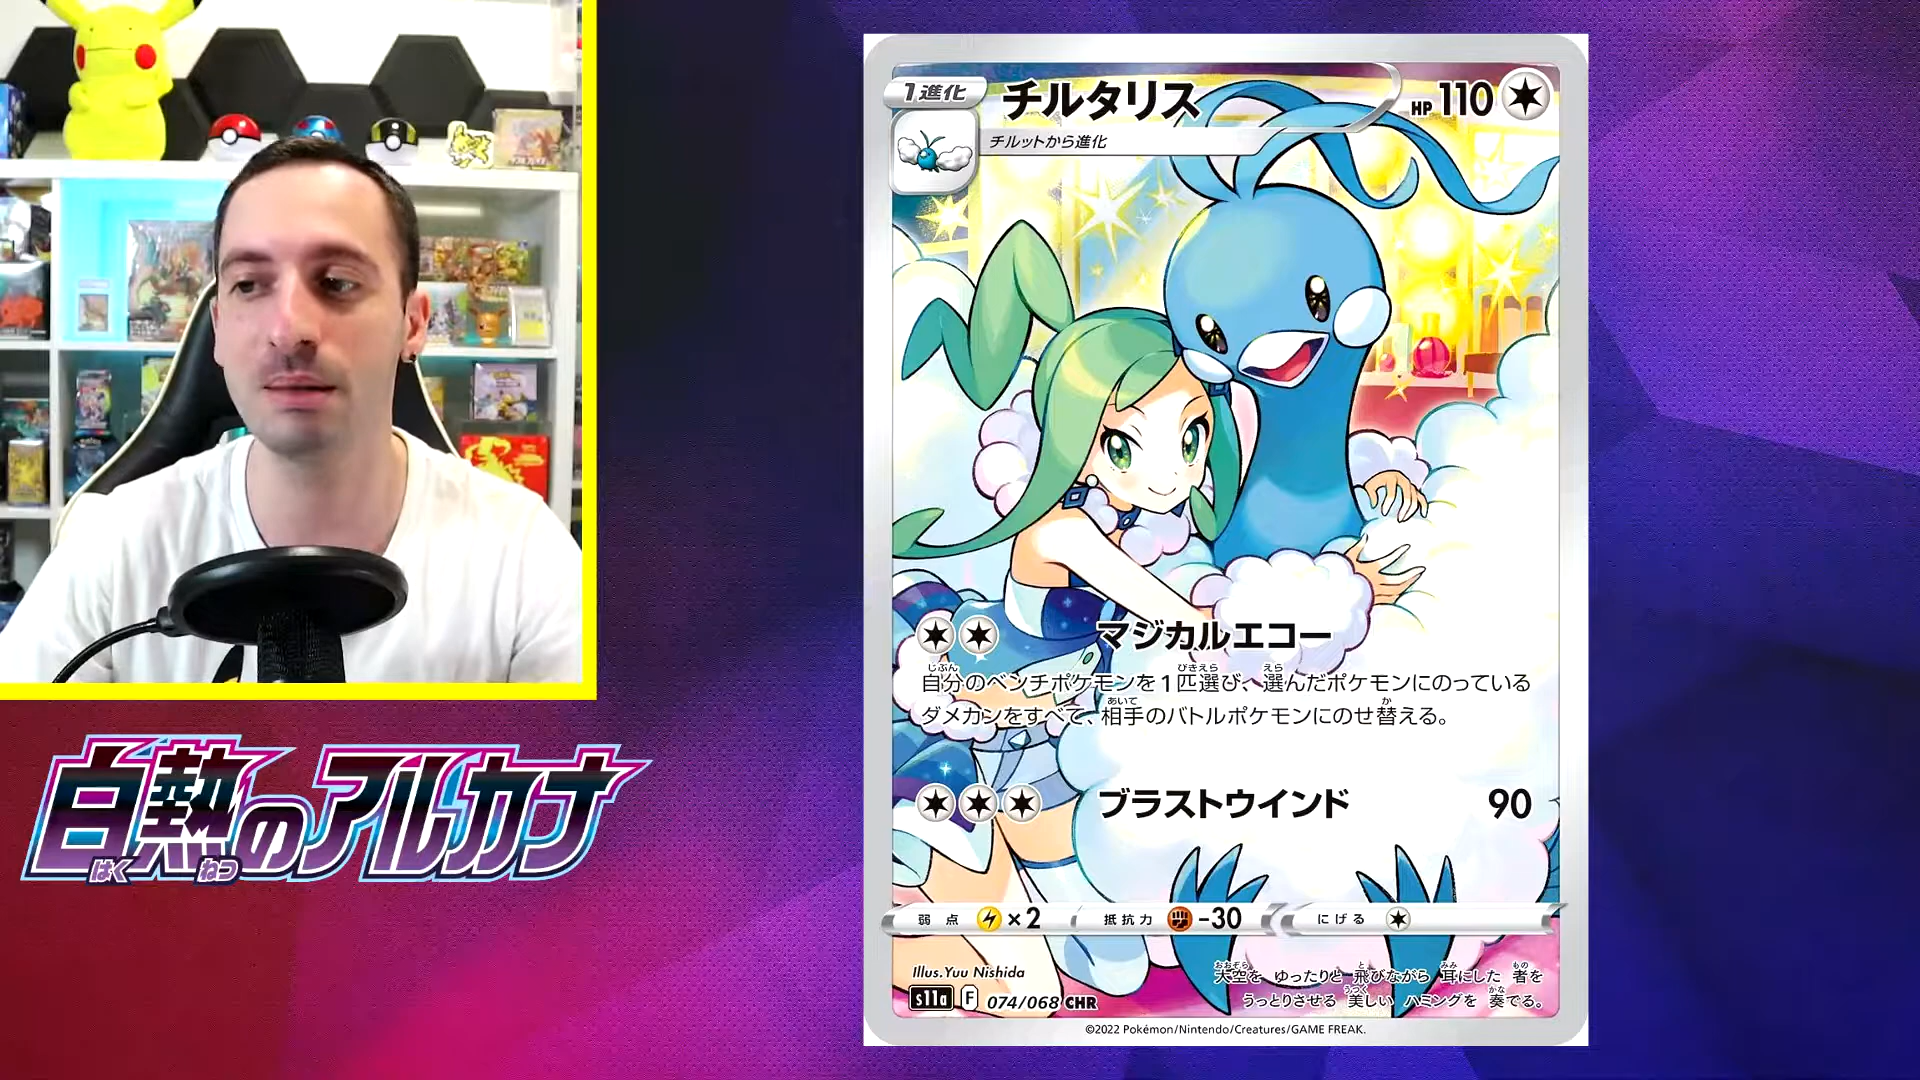 1進化
チルタリス
HP 110
チルットから進化
マジカルエコー
自分のベンチポケモンを1匹選び、選んだポケモンにのっている
ダメカンをすべて、相手のバトルポケモンにのせ替える。
ブラストウインド 90
弱点 ×2 抵抗力 -30 にげる
Illus.Yuu Nishida
s11a F 074/068 CHR
大空を ゆったりと 飛びながら 耳にした 者を
うっとりさせる 美しい ハミングを 奏でる。
©2022 Pokémon/Nintendo/Creatures/GAME FREAK.
白熱のアルカナ
はく ねつ